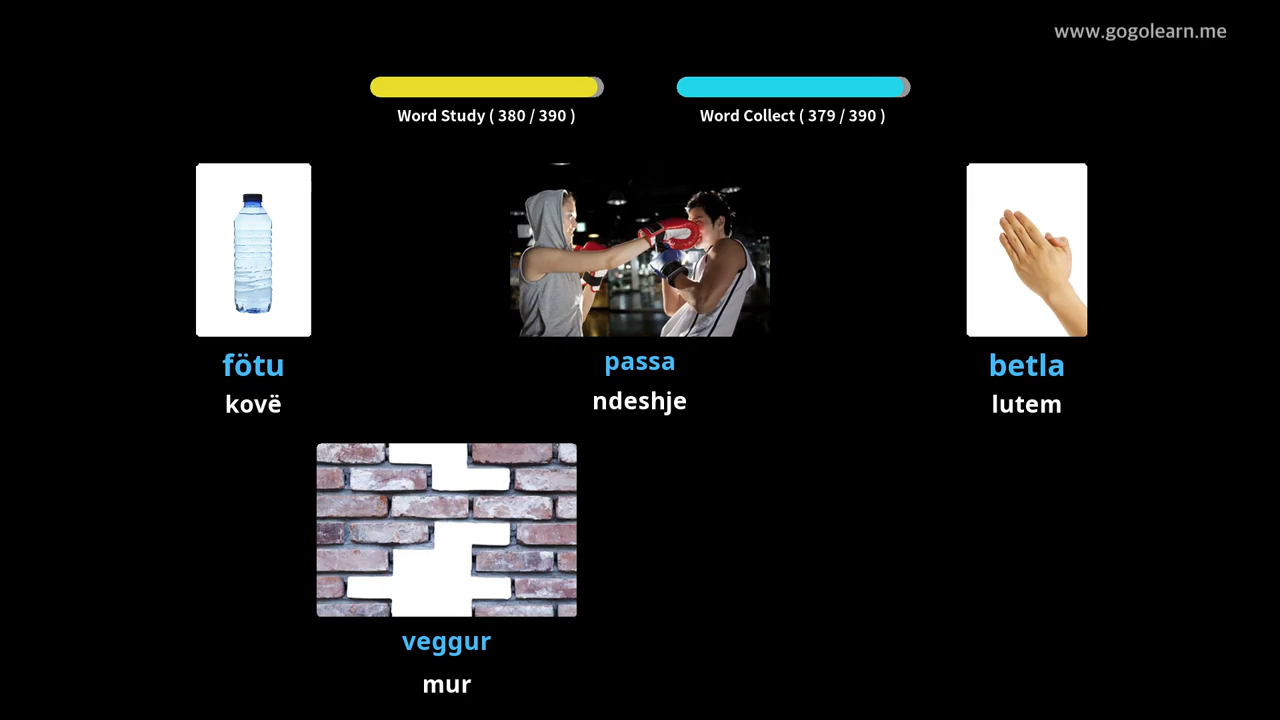 www.gogolearn.me
Word Study ( 380 / 390 )
Word Collect ( 379 / 390 )
fötu
kovë
passa
ndeshje
betla
lutem
veggur
mur